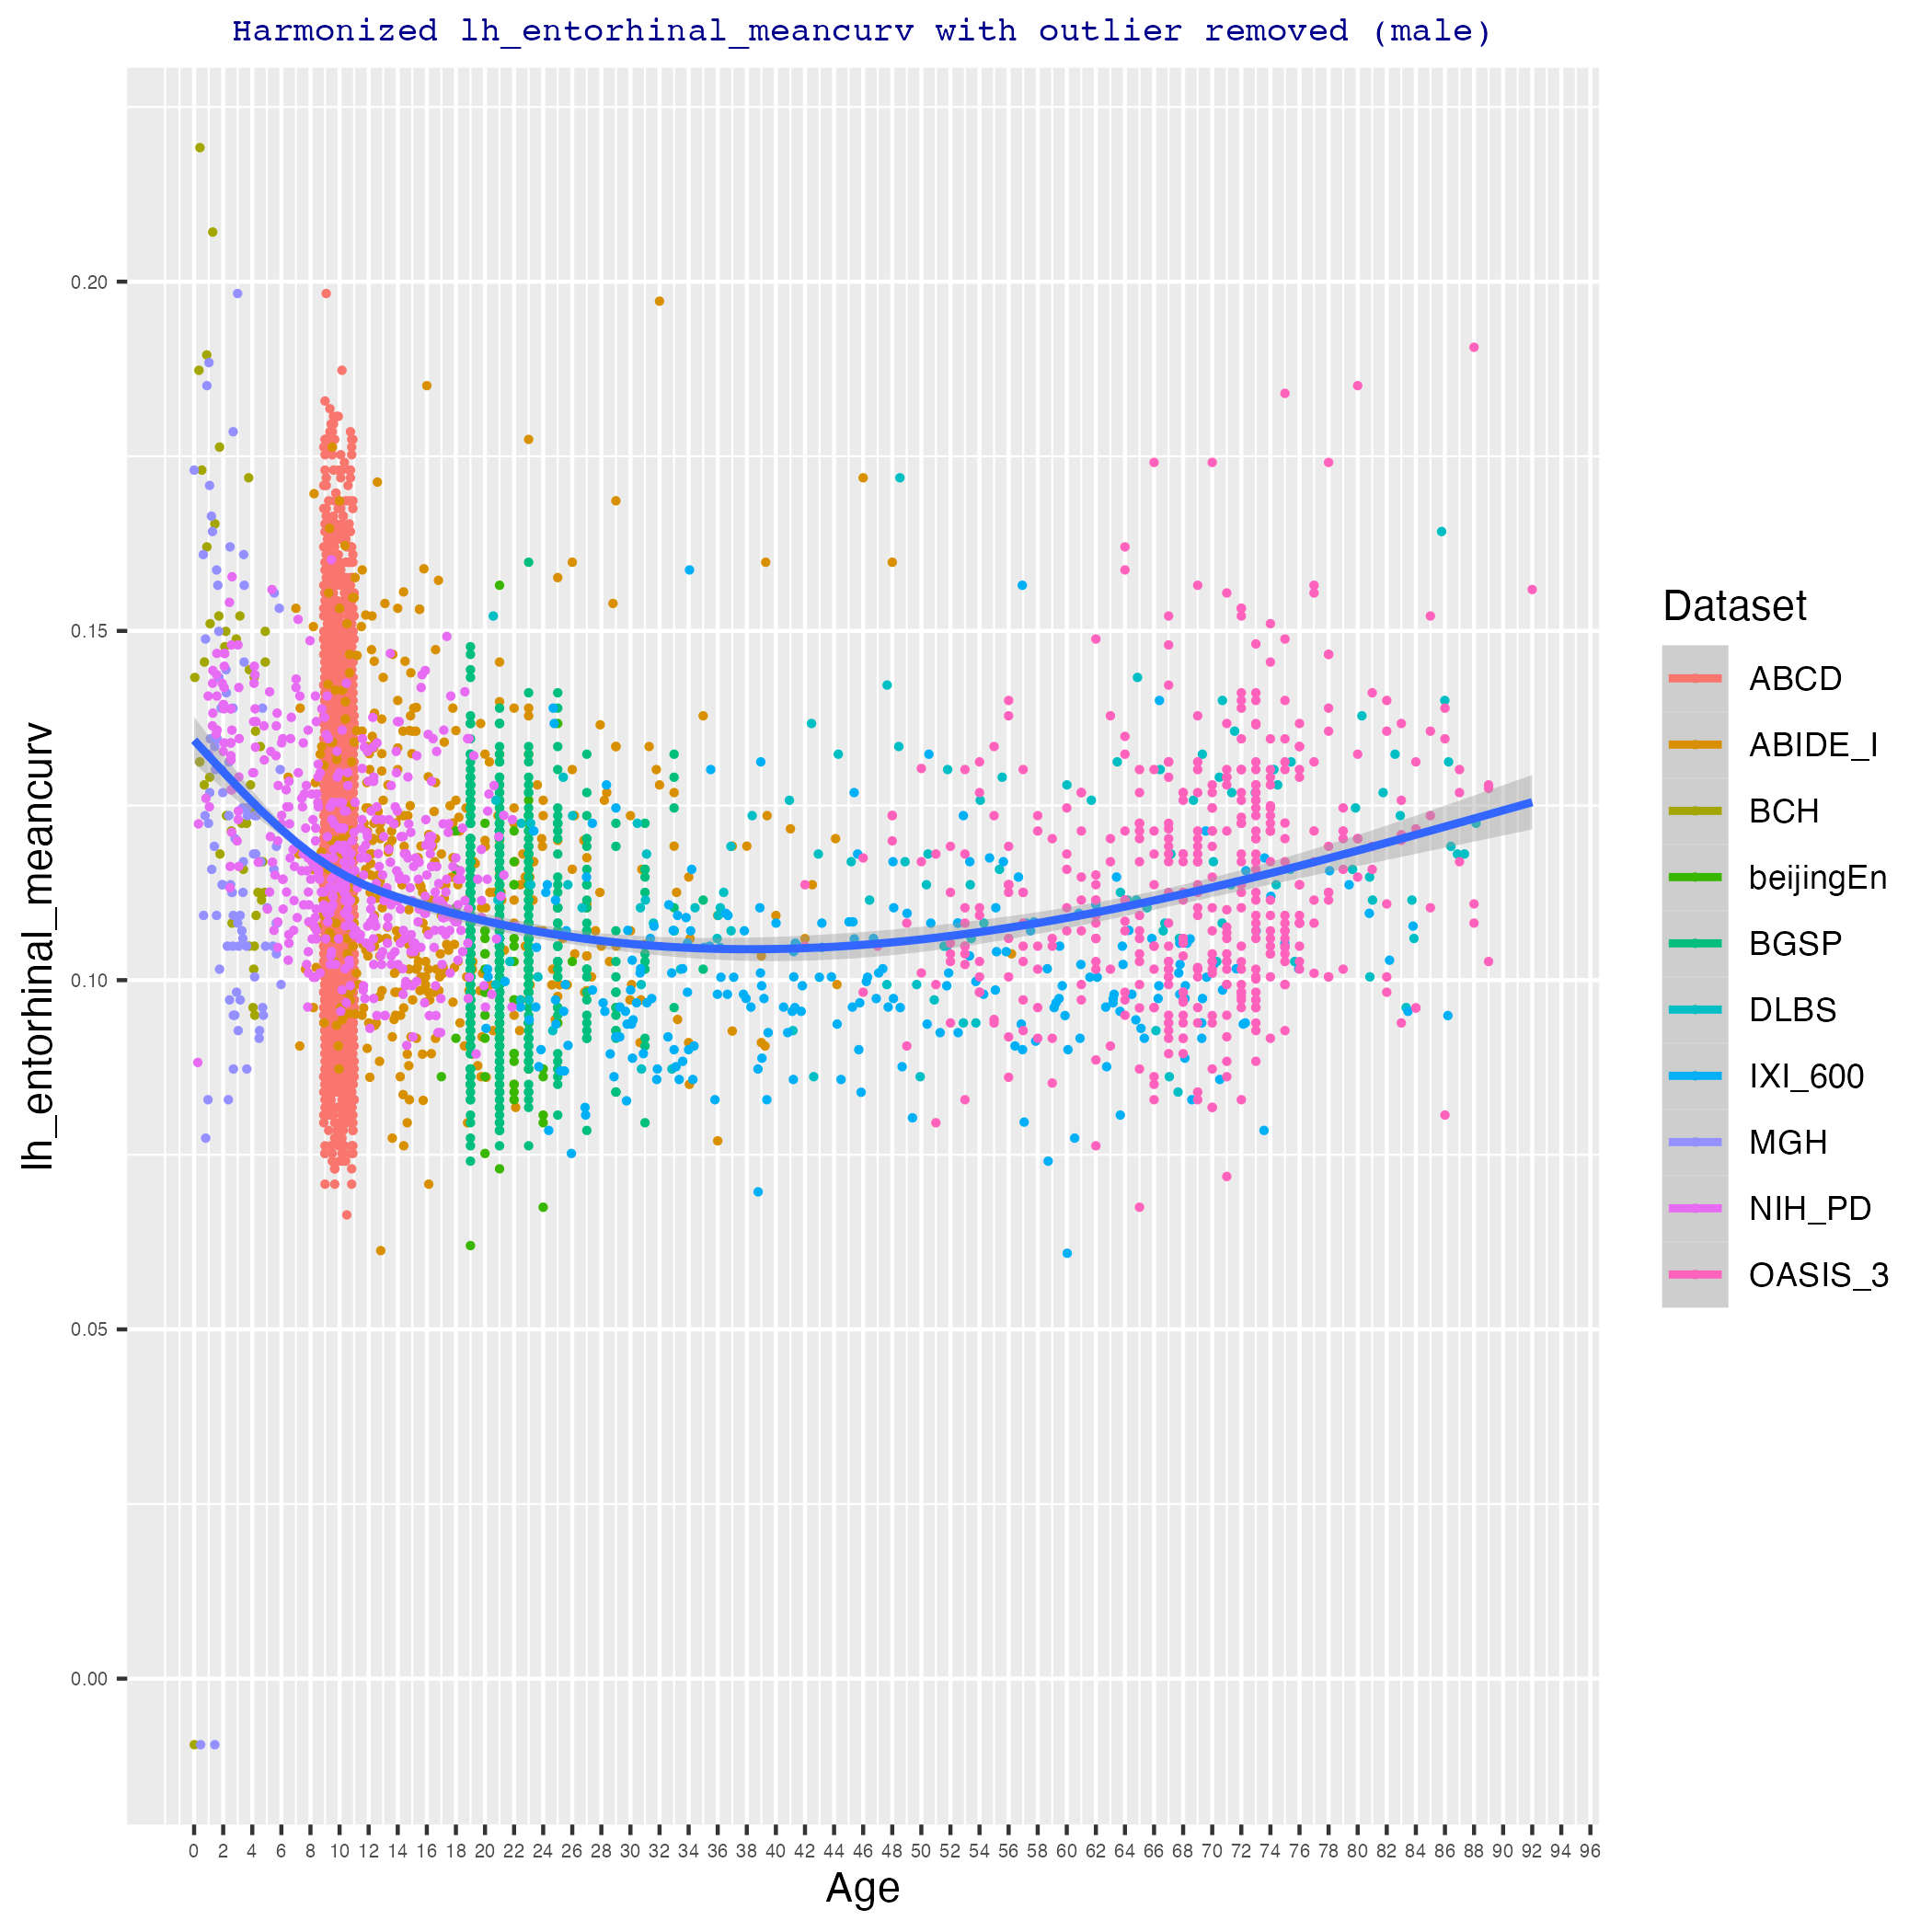 Harmonized lh_entorhinal_meancurv with outlier removed (male)
lh_entorhinal_meancurv
0.20
0.15
0.10
0.05
0.00
0 2 4 6 8 10 12 14 16 18 20 22 24 26 28 30 32 34 36 38 40 42 44 46 48 50 52 54 56 58 60 62 64 66 68 70 72 74 76 78 80 82 84 86 88 90 92 94 96
Age
Dataset
ABCD
ABIDE_I
BCH
beijingEn
BGSP
DLBS
IXI_600
MGH
NIH_PD
OASIS_3